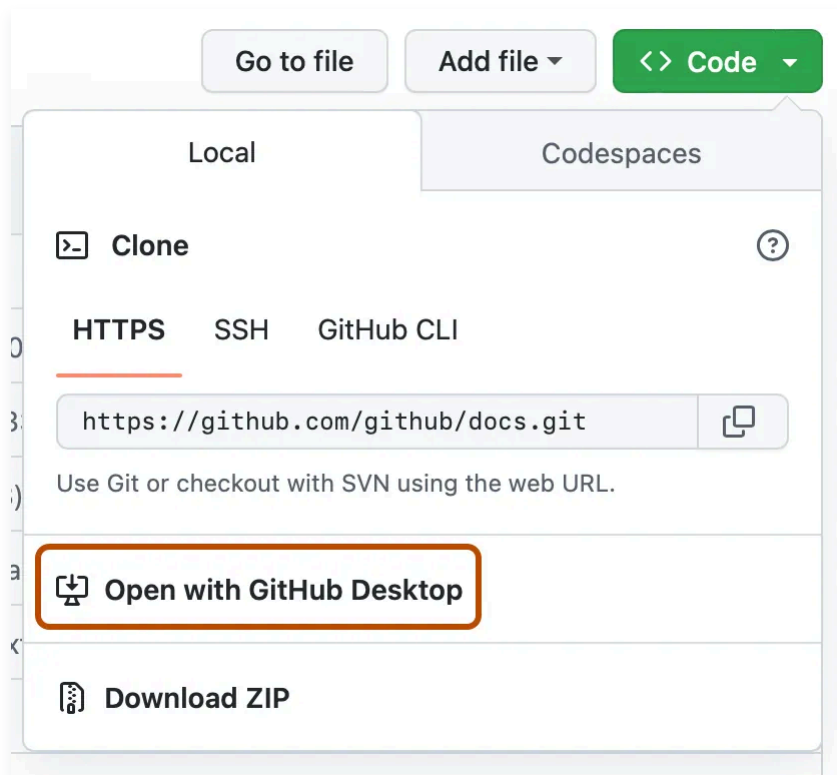 Go to file Add file Code
Local Codespaces
Clone
HTTPS SSH GitHub CLI
https://github.com/github/docs.git
Use Git or checkout with SVN using the web URL.
Open with GitHub Desktop
Download ZIP